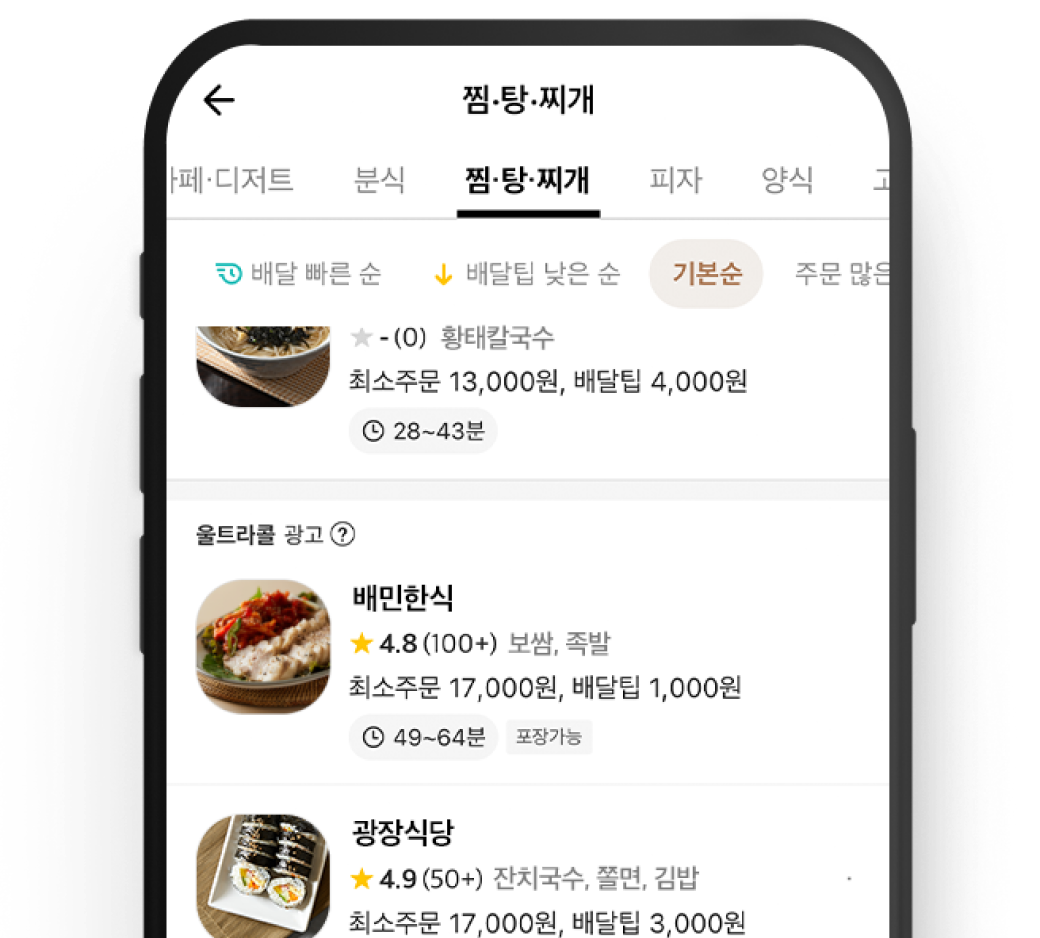 찜·탕·찌개
페·디저트 분식 찜·탕·찌개 피자 양식
배달 빠른 순 배달팁 낮은 순 기본순 주문 많은
-(0) 황태칼국수
최소주문 13,000원, 배달팁 4,000원
28~43분
울트라콜 광고 ?
배민한식
4.8(100+) 보쌈, 족발
최소주문 17,000원, 배달팁 1,000원
49~64분 포장가능
광장식당
4.9(50+) 잔치국수, 쫄면, 김밥
최소주문 17,000원, 배달팁 3,000원